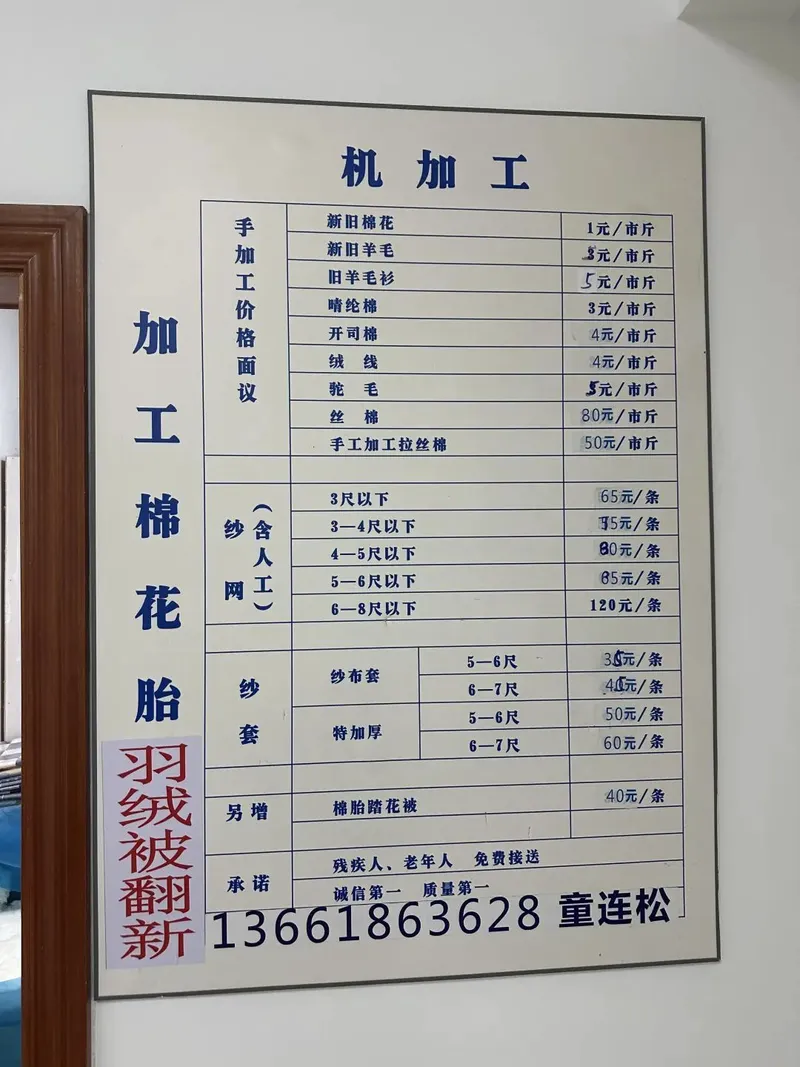 机加工
加工棉花胎
羽绒被翻新
手加工价格面议
新旧棉花 1元/市斤
新旧羊毛 3元/市斤
旧羊毛衫 5元/市斤
晴纶棉 3元/市斤
开司棉 4元/市斤
绒 线 4元/市斤
驼 毛 5元/市斤
丝 棉 80元/市斤
手工加工拉丝棉 50元/市斤
纱网(含人工)
3尺以下 65元/条
3—4尺以下 75元/条
4—5尺以下 80元/条
5—6尺以下 85元/条
6—8尺以下 120元/条
纱套
纱布套 5—6尺 35元/条
6—7尺 45元/条
特加厚 5—6尺 50元/条
6—7尺 60元/条
另增 棉胎踏花被 40元/条
承诺 残疾人、老年人 免费接送
诚信第一 质量第一
13661863628 童连松